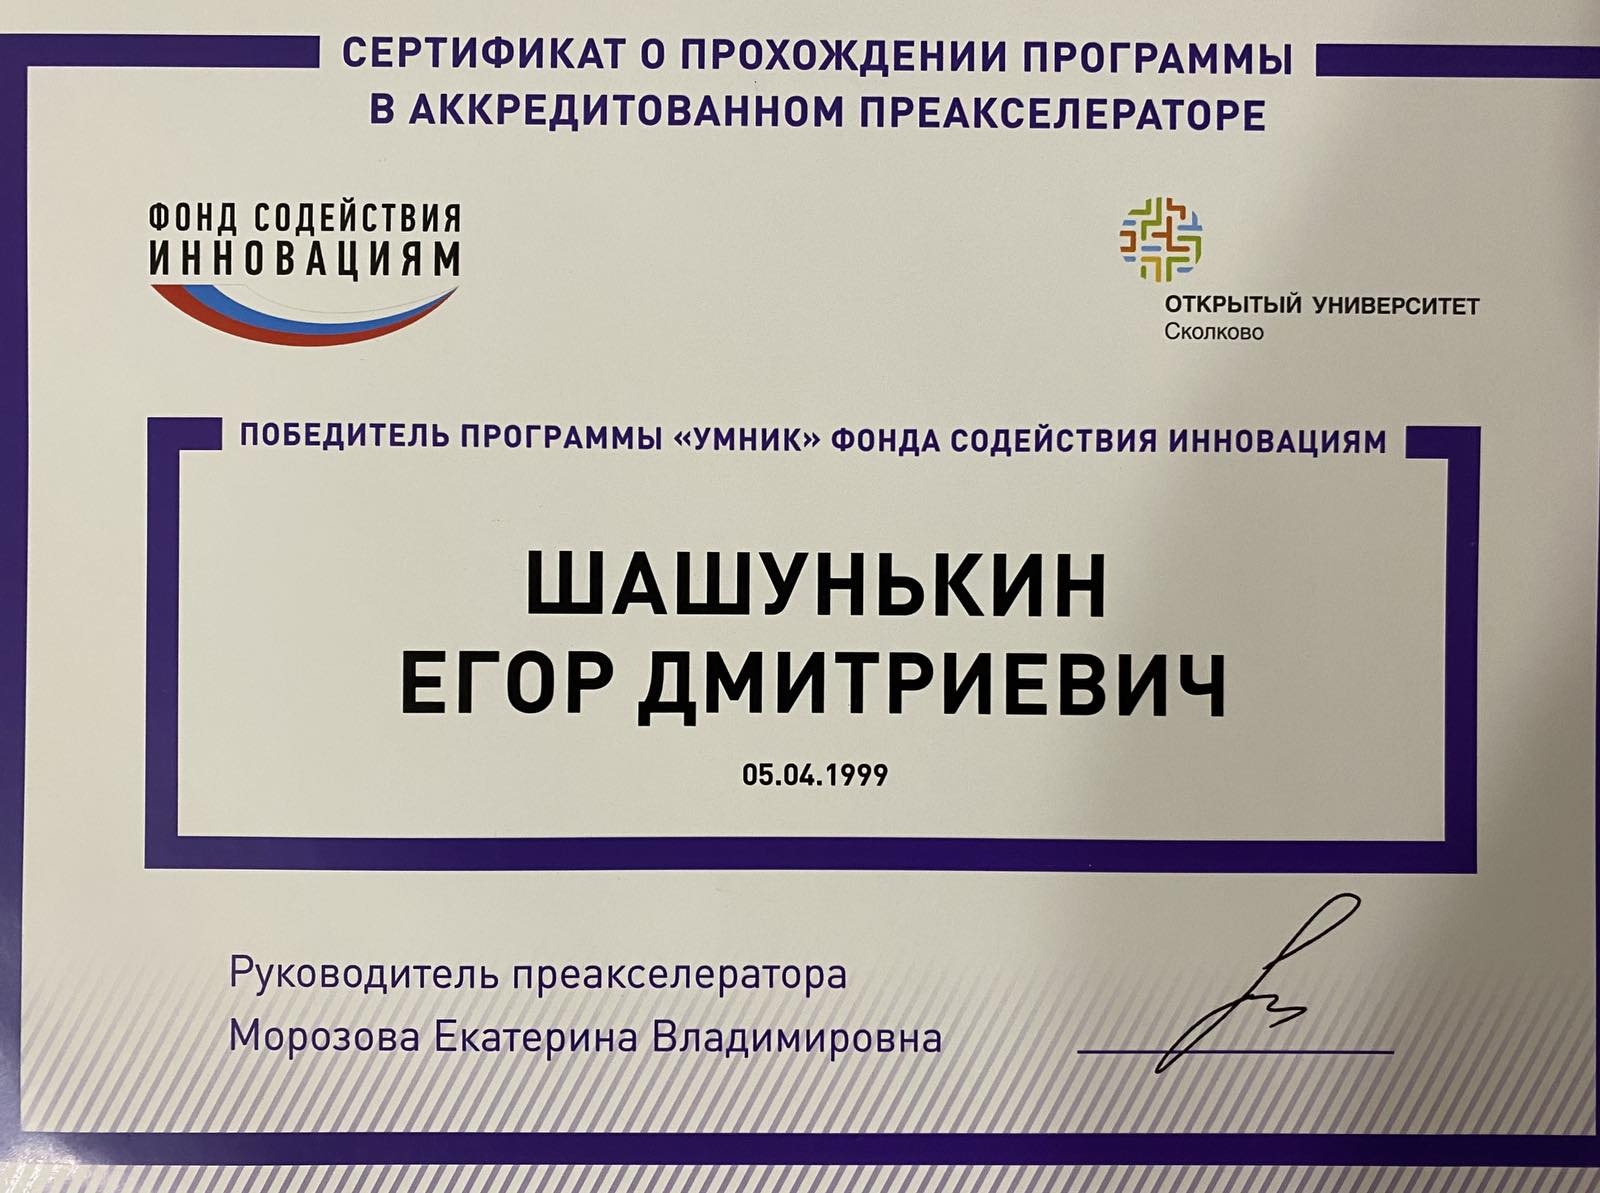 СЕРТИФИКАТ О ПРОХОЖДЕНИИ ПРОГРАММЫ
В АККРЕДИТОВАННОМ ПРЕАКСЕЛЕРАТОРЕ
ФОНД СОДЕЙСТВИЯ
ИННОВАЦИЯМ
ОТКРЫТЫЙ УНИВЕРСИТЕТ
Сколково
ПОБЕДИТЕЛЬ ПРОГРАММЫ «УМНИК» ФОНДА СОДЕЙСТВИЯ ИННОВАЦИЯМ
ШАШУНЬКИН
ЕГОР ДМИТРИЕВИЧ
05.04.1999
Руководитель преакселератора
Морозова Екатерина Владимировна